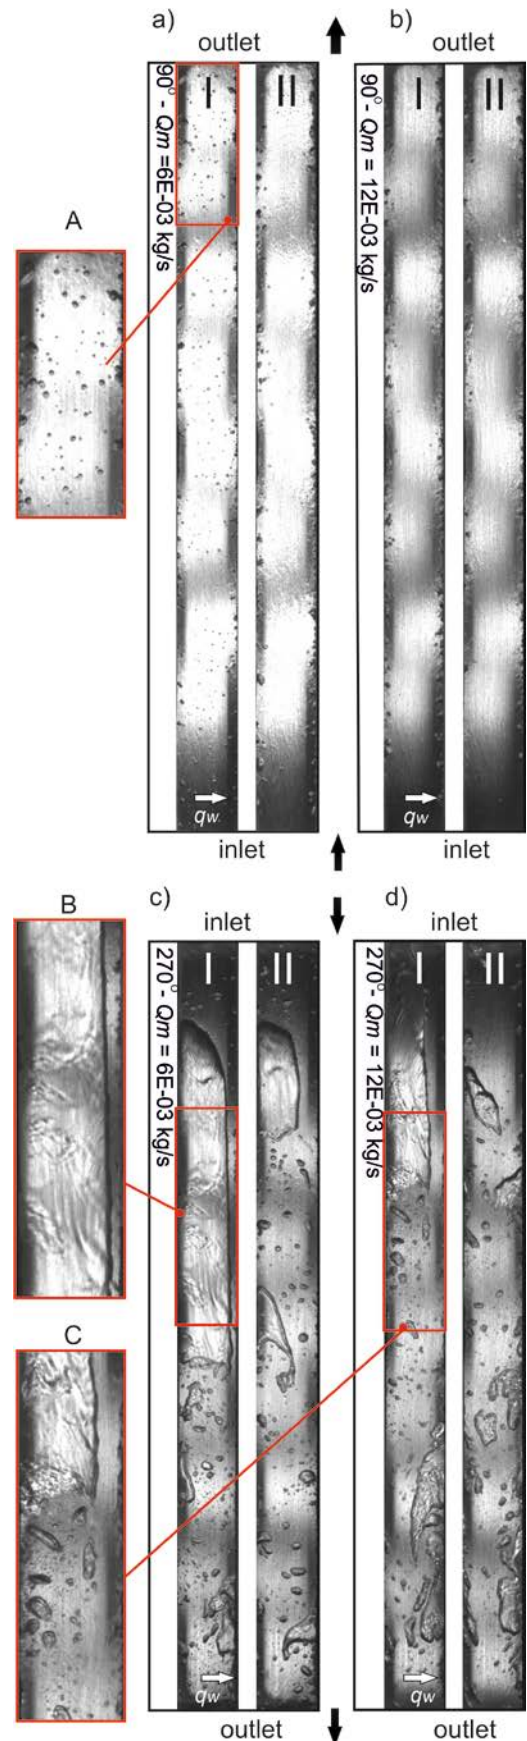 a)
b)
outlet
outlet
90° - Qm =6E-03 kg/s
I
II
90° - Qm = 12E-03 kg/s
I
II
A
qw
qw
inlet
inlet
B
c)
d)
inlet
inlet
270° - Qm = 6E-03 kg/s
I
II
270° - Qm = 12E-03 kg/s
I
II
C
qw
qw
outlet
outlet